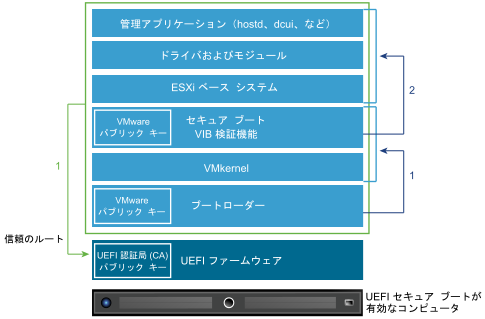 管理アプリケーション（hostd、dcui、など）
ドライバおよびモジュール
ESXi ベース システム
2
VMware
パブリック キー
セキュア ブート
VIB 検証機能
1
VMkernel
1
VMware
パブリック キー
ブートローダー
信頼のルート
UEFI 認証局 (CA)
パブリック キー
UEFI ファームウェア
UEFI セキュア ブートが
有効なコンピュータ